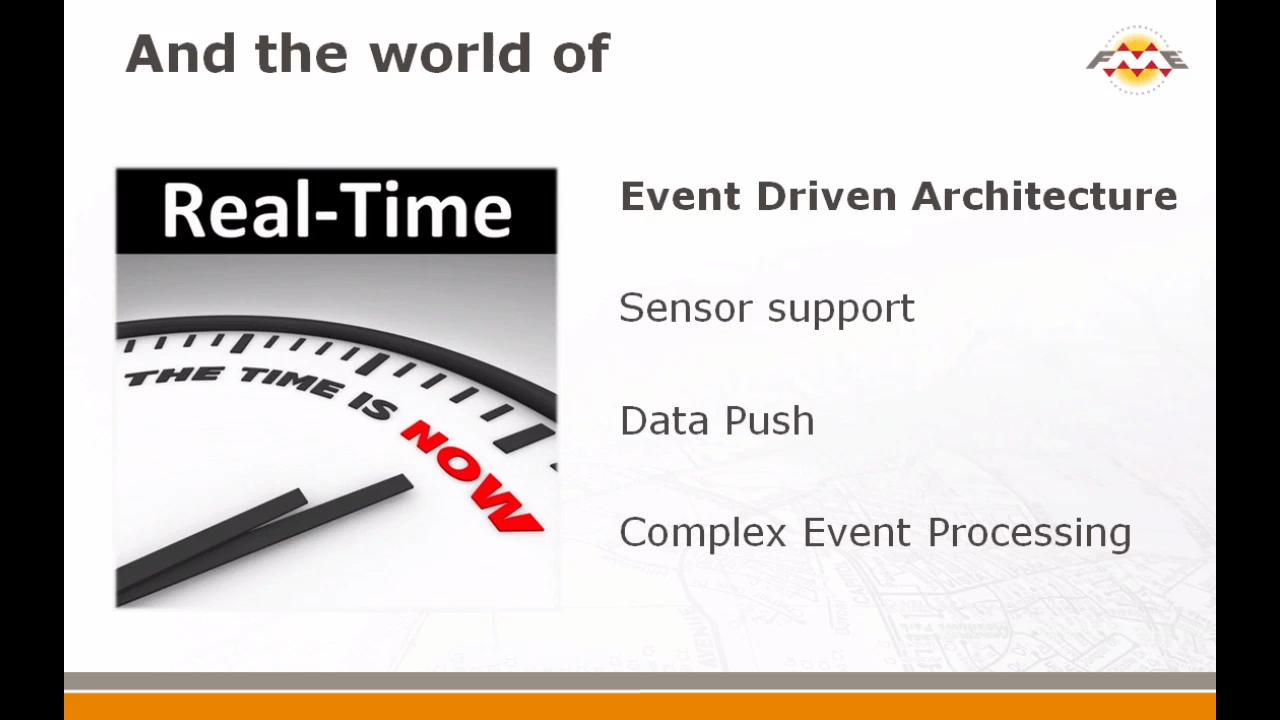 And the world of
FME
Real-Time
THE TIME IS NOW
Event Driven Architecture
Sensor support
Data Push
Complex Event Processing
AVENUE